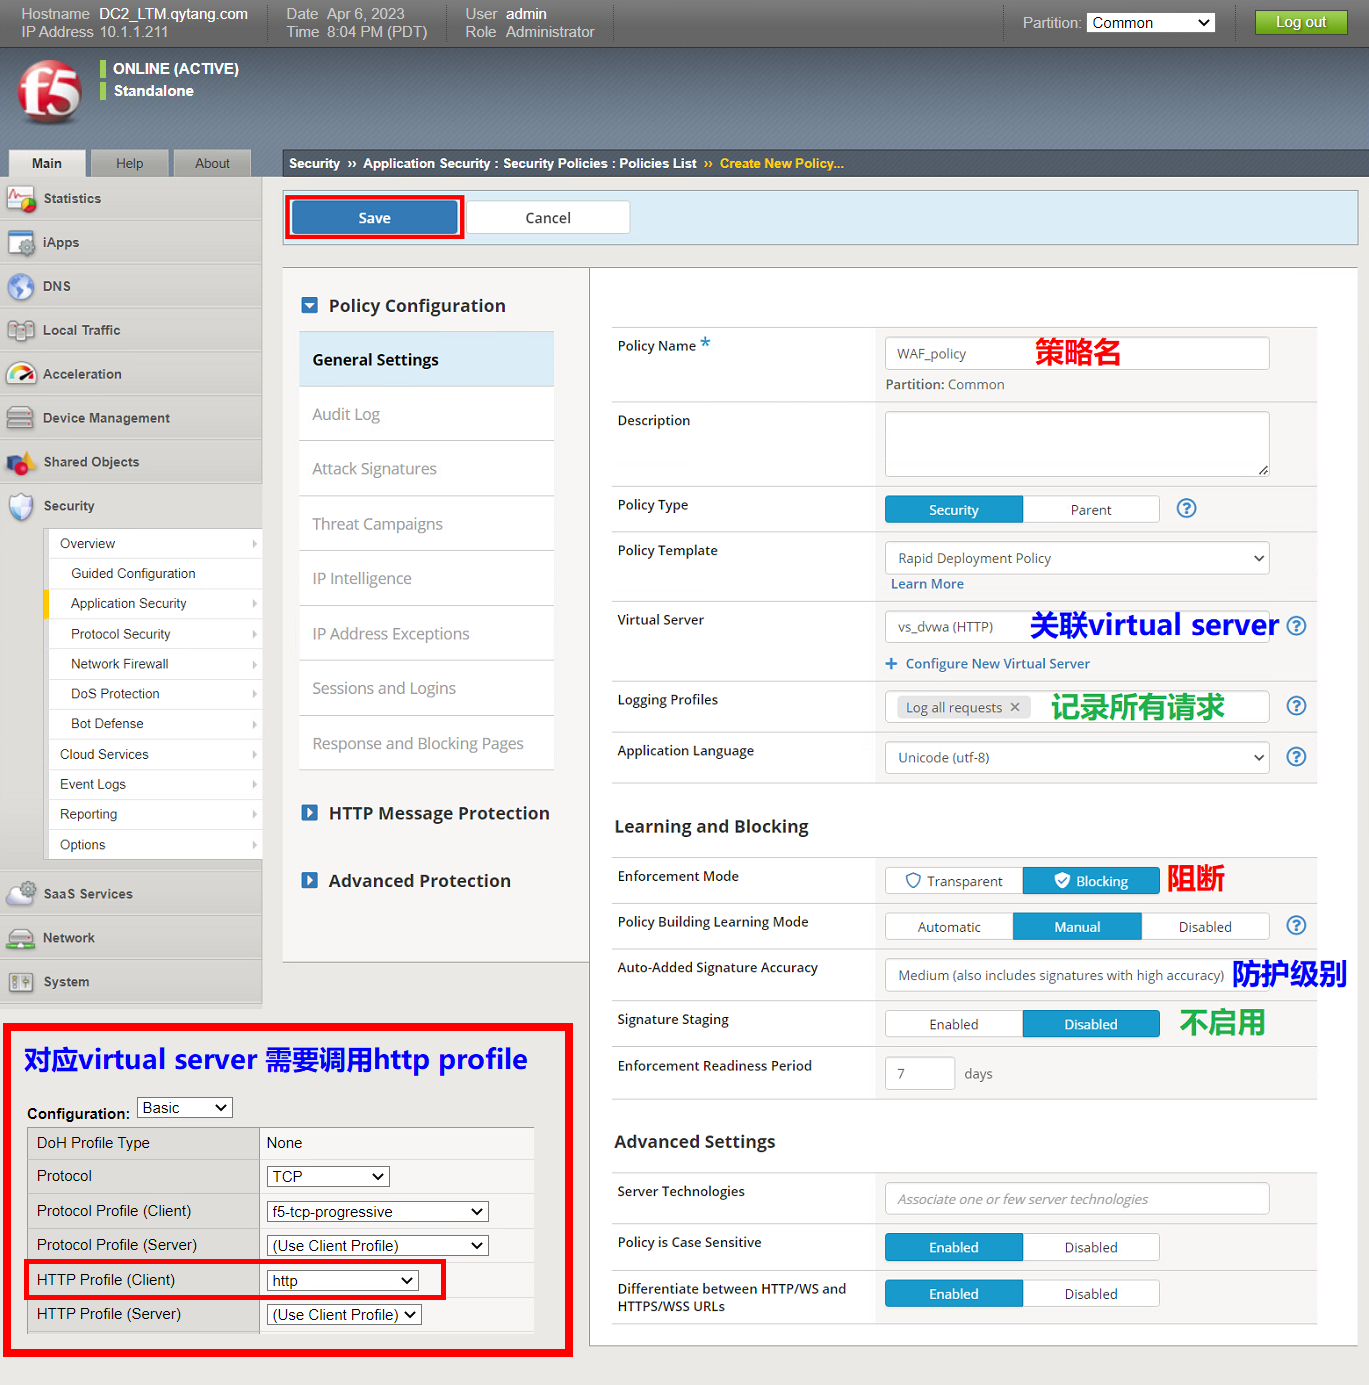 Hostname DC2_LTM.qytang.com Date Apr 6, 2023 User admin
IP Address 10.1.1.211 Time 8:04 PM (PDT) Role Administrator
Partition: Common Log out
f5
ONLINE (ACTIVE)
Standalone
Main Help About
Security ›› Application Security : Security Policies : Policies List ›› Create New Policy...
Statistics
iApps
DNS
Local Traffic
Acceleration
Device Management
Shared Objects
Security
Overview
Guided Configuration
Application Security
Protocol Security
Network Firewall
DoS Protection
Bot Defense
Cloud Services
Event Logs
Reporting
Options
SaaS Services
Network
System
Save Cancel
Policy Configuration
General Settings
Audit Log
Attack Signatures
Threat Campaigns
IP Intelligence
IP Address Exceptions
Sessions and Logins
Response and Blocking Pages
HTTP Message Protection
Advanced Protection
Policy Name * WAF_policy 策略名
Partition: Common
Description
Policy Type Security Parent ?
Policy Template Rapid Deployment Policy
Learn More
Virtual Server vs_dvwa (HTTP) 关联virtual server ?
+ Configure New Virtual Server
Logging Profiles Log all requests × 记录所有请求 ?
Application Language Unicode (utf-8) ?
Learning and Blocking
Enforcement Mode Transparent Blocking 阻断
Policy Building Learning Mode Automatic Manual Disabled ?
Auto-Added Signature Accuracy Medium (also includes signatures with high accuracy) 防护级别
Signature Staging Enabled Disabled 不启用
Enforcement Readiness Period 7 days
Advanced Settings
Server Technologies Associate one or few server technologies
Policy is Case Sensitive Enabled Disabled
Differentiate between HTTP/WS and
HTTPS/WSS URLs Enabled Disabled
对应virtual server 需要调用http profile
Configuration: Basic
DoH Profile Type None
Protocol TCP
Protocol Profile (Client) f5-tcp-progressive
Protocol Profile (Server) (Use Client Profile)
HTTP Profile (Client) http
HTTP Profile (Server) (Use Client Profile)